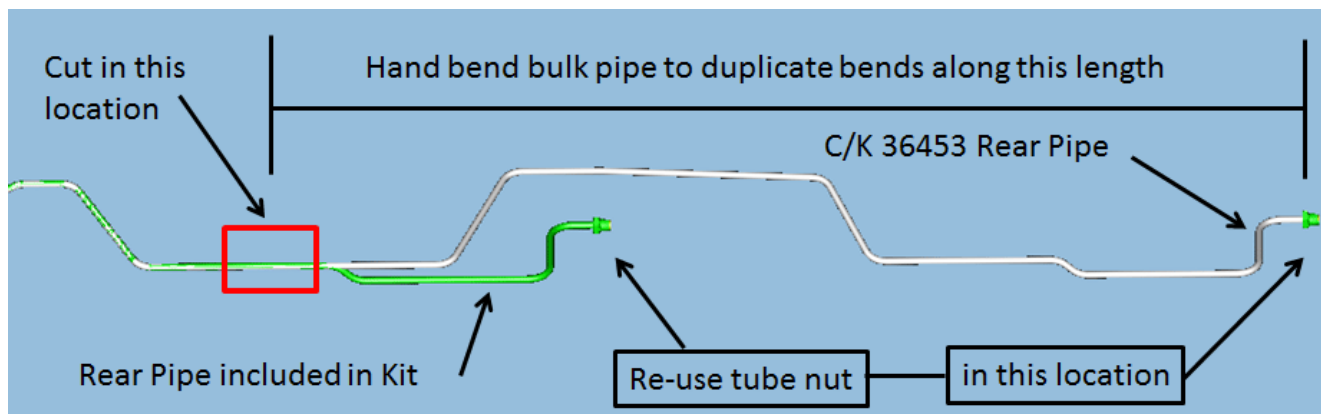 Cut in this
location
Hand bend bulk pipe to duplicate bends along this length
C/K 36453 Rear Pipe
Rear Pipe included in Kit
Re-use tube nut
in this location